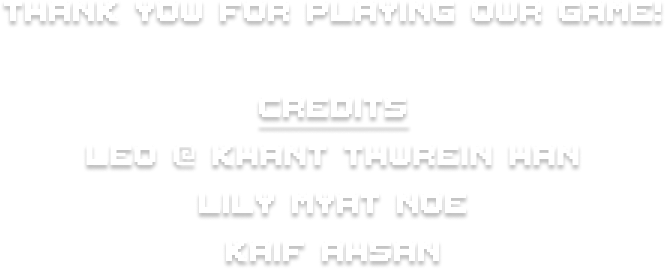 THANK YOU FOR PLAYING OUR GAME!
CREDITS
LEO @ KHANT THUREIN HAN
LILY MYAT NOE
KAIF AHSAN